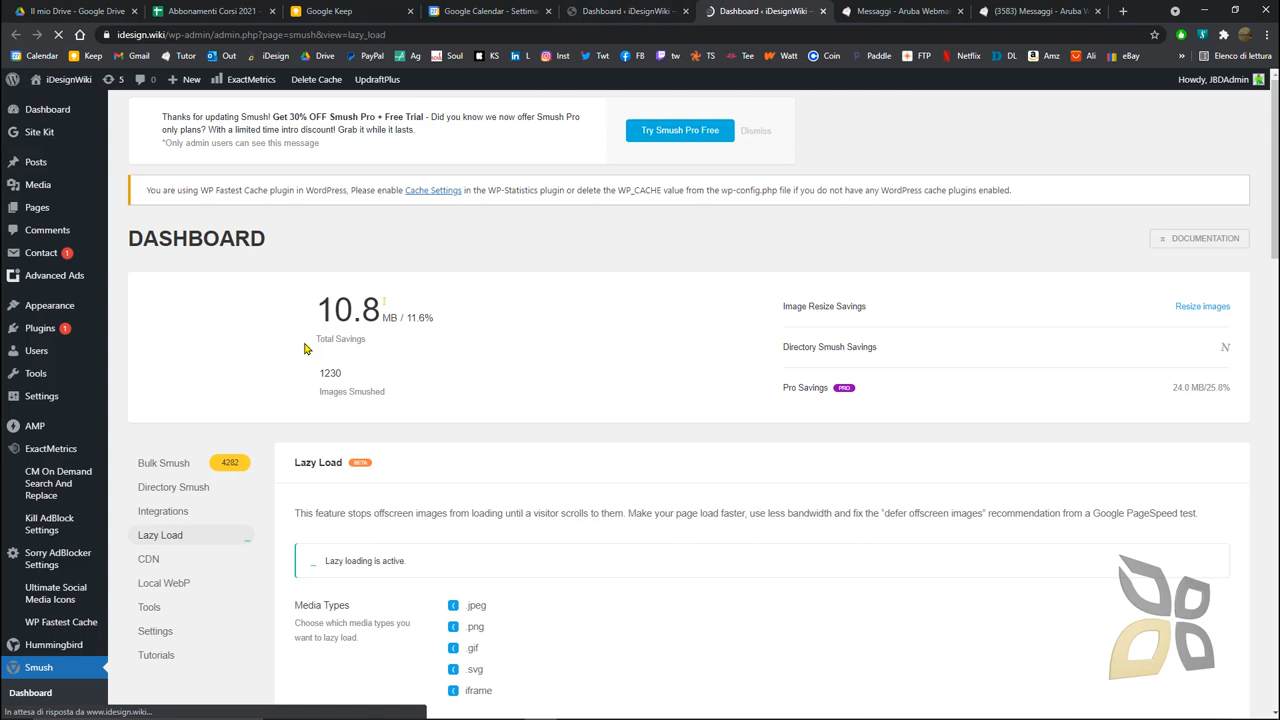 Il mio Drive - Google Drive
Abbonamenti Corsi 2021 -
Google Keep
Google Calendar - Settima
Dashboard ‹ iDesignWiki —
Dashboard ‹ iDesignWiki —
Messaggi - Aruba Webma
(9583) Messaggi - Aruba W
idesign.wiki/wp-admin/admin.php?page=smush&view=lazy_load
Calendar
Gmail
Tutor
Out
iDesign
Drive
PayPal
Ag
Soul
KS
in
Inst
Twt
FB
tw
TS
Tee
Watt
Coin
Paddle
FTP
Netflix
DL
Amz
Ali
eBay
Elenco di lettura
iDesignWiki
5
0
New
ExactMetrics
Delete Cache
UpdraftPlus
Howdy, JBDAdmin
Dashboard
Site Kit
Posts
Media
Pages
Comments
Contact 1
Advanced Ads
Appearance
Plugins 1
Users
Tools
Settings
AMP
ExactMetrics
CM On Demand
Search And
Replace
Kill AdBlock
Settings
Sorry AdBlocker
Settings
Ultimate Social
Media Icons
WP Fastest Cache
Hummingbird
Smush
Dashboard
In attesa di risposta da www.idesign.wiki...
Thanks for updating Smush! Get 30% OFF Smush Pro + Free Trial - Did you know we now offer Smush Pro
only plans? With a limited time intro discount! Grab it while it lasts.
*Only admin users can see this message
Try Smush Pro Free
Dismiss
You are using WP Fastest Cache plugin in WordPress, Please enable Cache Settings in the WP-Statistics plugin or delete the WP_CACHE value from the wp-config.php file if you do not have any WordPress cache plugins enabled.
DASHBOARD
DOCUMENTATION
10.8 MB / 11.6%
Total Savings
1230
Images Smushed
Image Resize Savings
Resize images
Directory Smush Savings
Pro Savings PRO
24.0 MB/25.8%
Bulk Smush 4282
Directory Smush
Integrations
Lazy Load
CDN
Local WebP
Tools
Settings
Tutorials
Lazy Load BETA
This feature stops offscreen images from loading until a visitor scrolls to them. Make your page load faster, use less bandwidth and fix the "defer offscreen images" recommendation from a Google PageSpeed test.
Lazy loading is active.
Media Types
Choose which media types you
want to lazy load.
.jpeg
.png
.gif
.svg
iframe